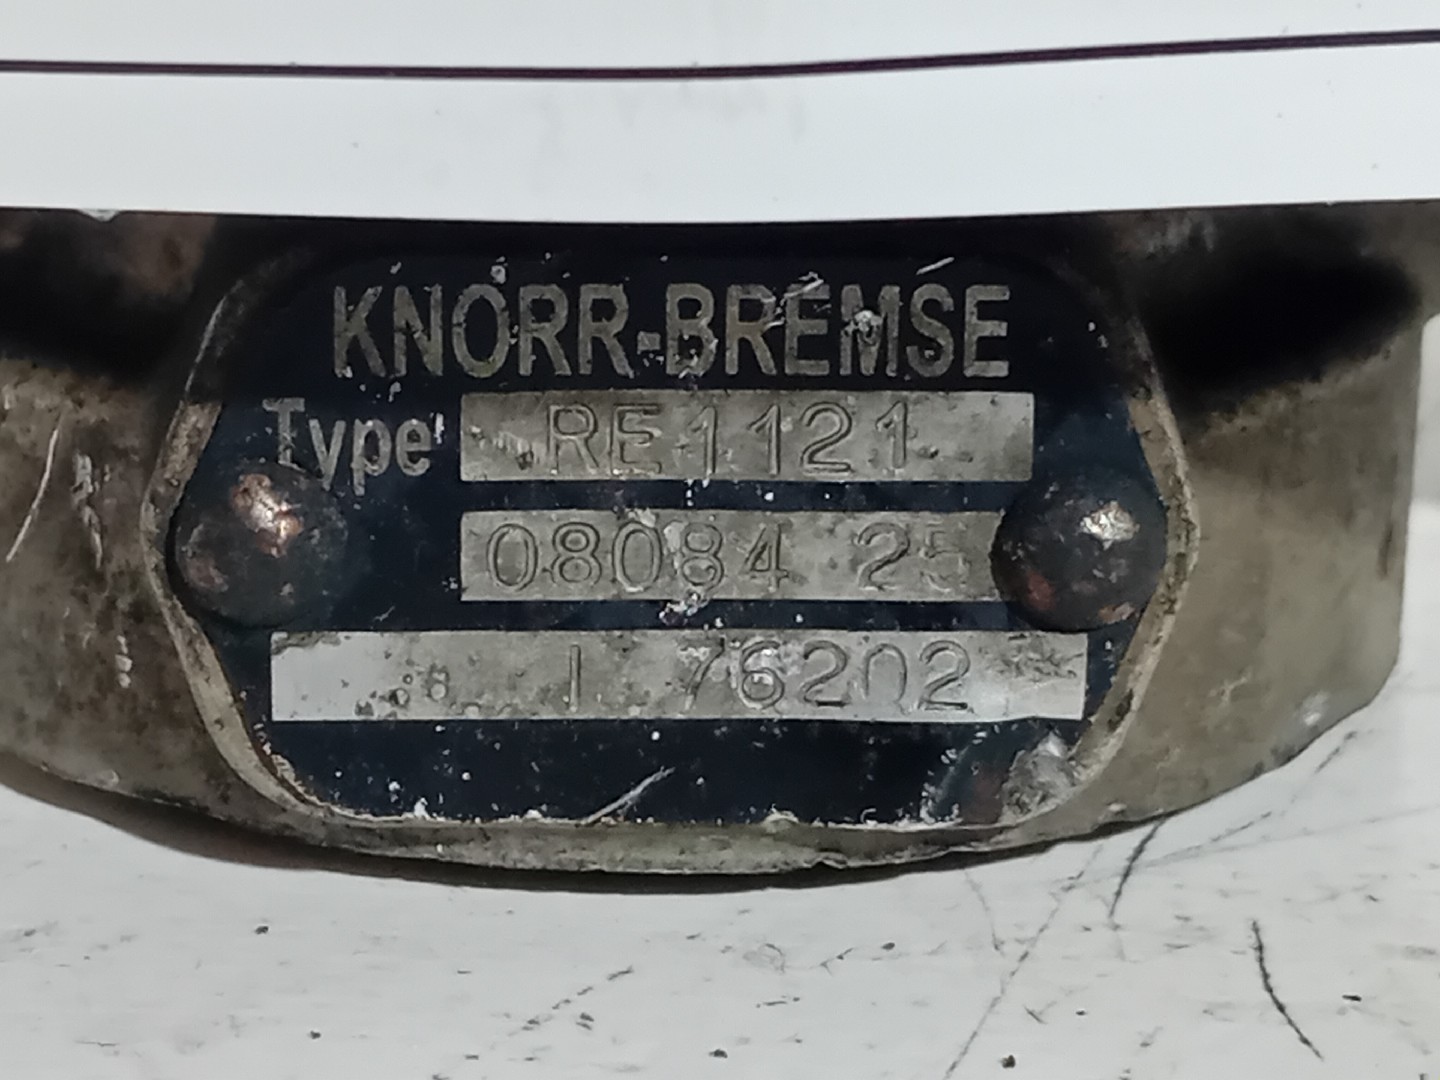 KNORR-BREMSE
Type RE1121
08084 25
I 76202